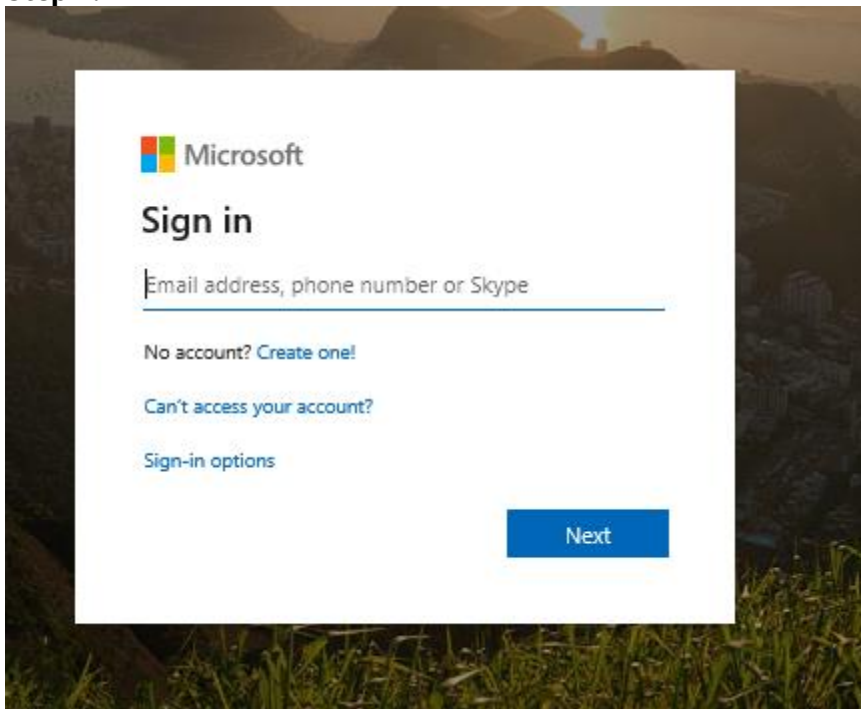 Microsoft
Sign in
Email address, phone number or Skype
No account? Create one!
Can't access your account?
Sign-in options
Next